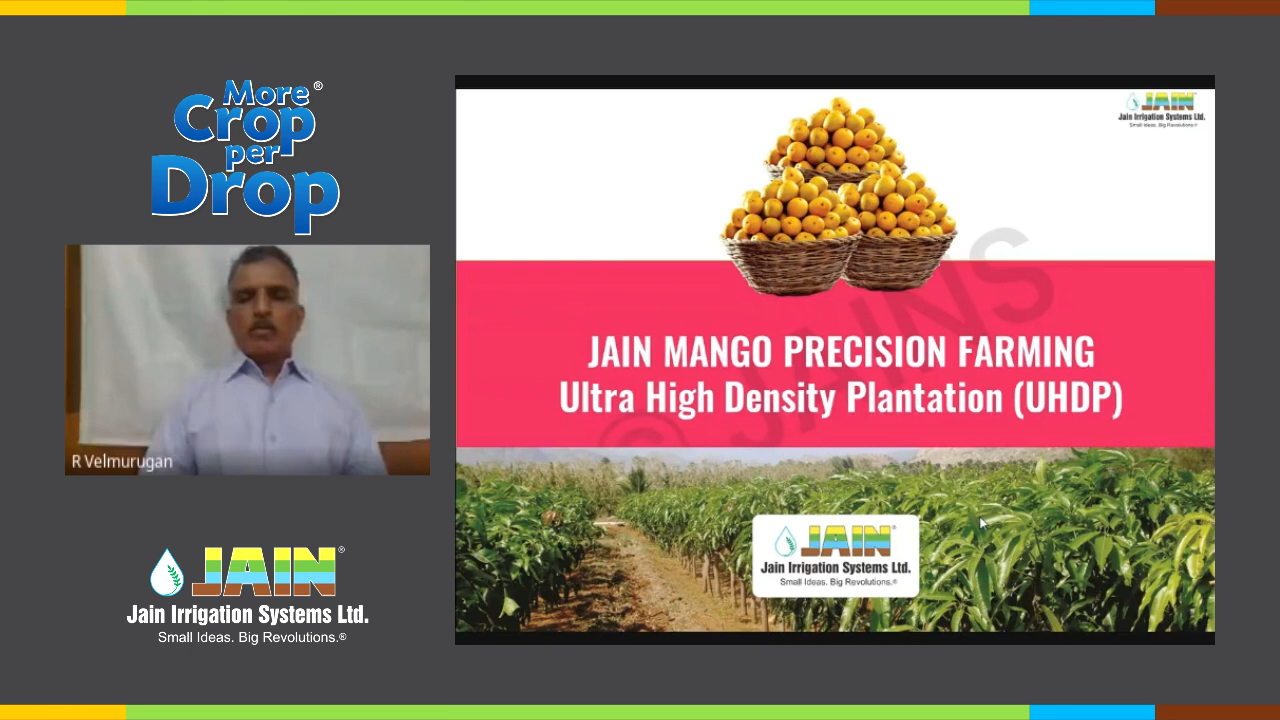 More®
Crop
per
Drop
R Velmurugan
JAIN®
Jain Irrigation Systems Ltd.
Small Ideas. Big Revolutions.®
JAIN
Jain Irrigation Systems Ltd.
Small Ideas. Big Revolutions.®
JAIN MANGO PRECISION FARMING
Ultra High Density Plantation (UHDP)
© JAINS
JAIN®
Jain Irrigation Systems Ltd.
Small Ideas. Big Revolutions.®